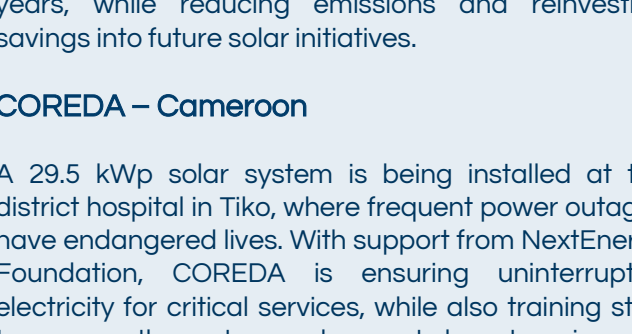 years, while reducing emissions and reinvesti
savings into future solar initiatives.
COREDA – Cameroon
A 29.5 kWp solar system is being installed at t
district hospital in Tiko, where frequent power outag
have endangered lives. With support from NextEner
Foundation, COREDA is ensuring uninterrupt
electricity for critical services, while also training st